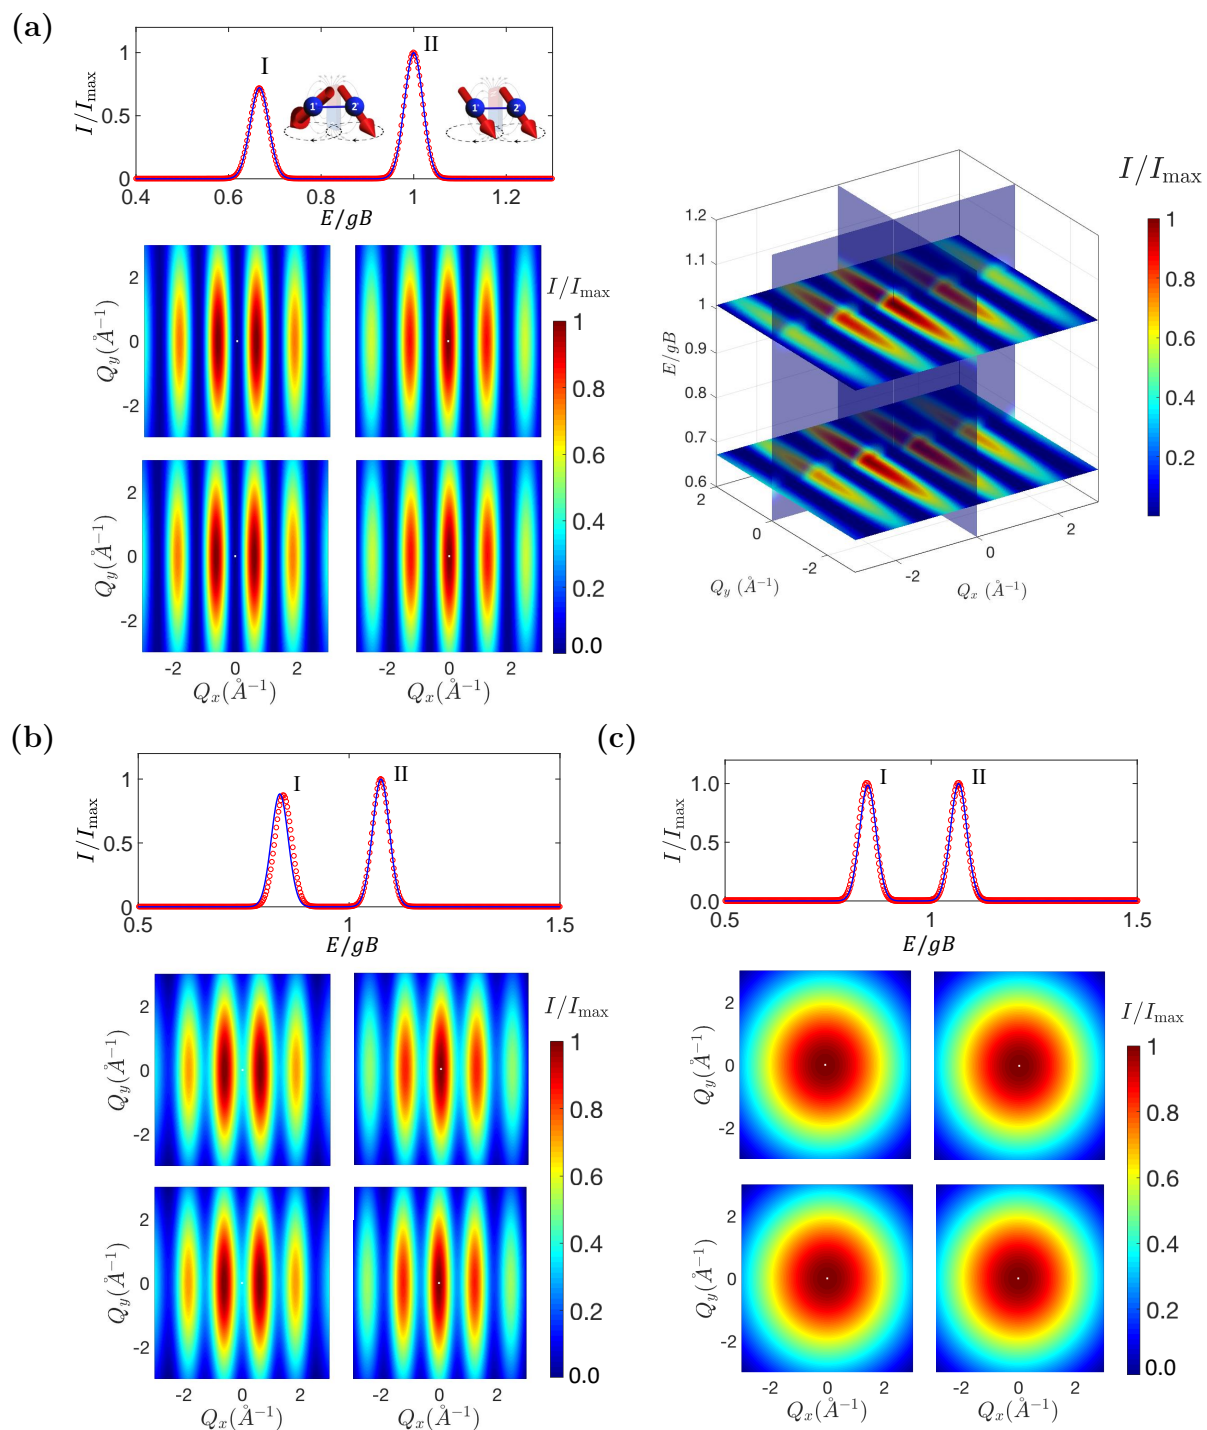 (a)
I/I_max
1
0.5
0
I
II
1
2
1
2
0.4 0.6 0.8 1 1.2
E/gB
Q_y(Å⁻¹)
2
0
-2
I/I_max
1
0.8
0.6
0.4
0.2
0.0
Q_y(Å⁻¹)
2
0
-2
-2 0 2
-2 0 2
Q_x(Å⁻¹)
Q_x(Å⁻¹)
E/gB
1.2
1.1
1
0.9
0.8
0.7
0.6
2
0
-2
Q_y (Å⁻¹)
-2
0
2
Q_x (Å⁻¹)
I/I_max
1
0.8
0.6
0.4
0.2
(b)
I/I_max
1
0.5
0
I
II
0.5 1 1.5
E/gB
Q_y(Å⁻¹)
2
0
-2
I/I_max
1
0.8
0.6
0.4
0.2
0.0
Q_y(Å⁻¹)
2
0
-2
-2 0 2
-2 0 2
Q_x(Å⁻¹)
Q_x(Å⁻¹)
(c)
I/I_max
1.0
0.5
0.0
I
II
0.5 1 1.5
E/gB
Q_y(Å⁻¹)
2
0
-2
I/I_max
1
0.8
0.6
0.4
0.2
0.0
Q_y(Å⁻¹)
2
0
-2
-2 0 2
-2 0 2
Q_x(Å⁻¹)
Q_x(Å⁻¹)